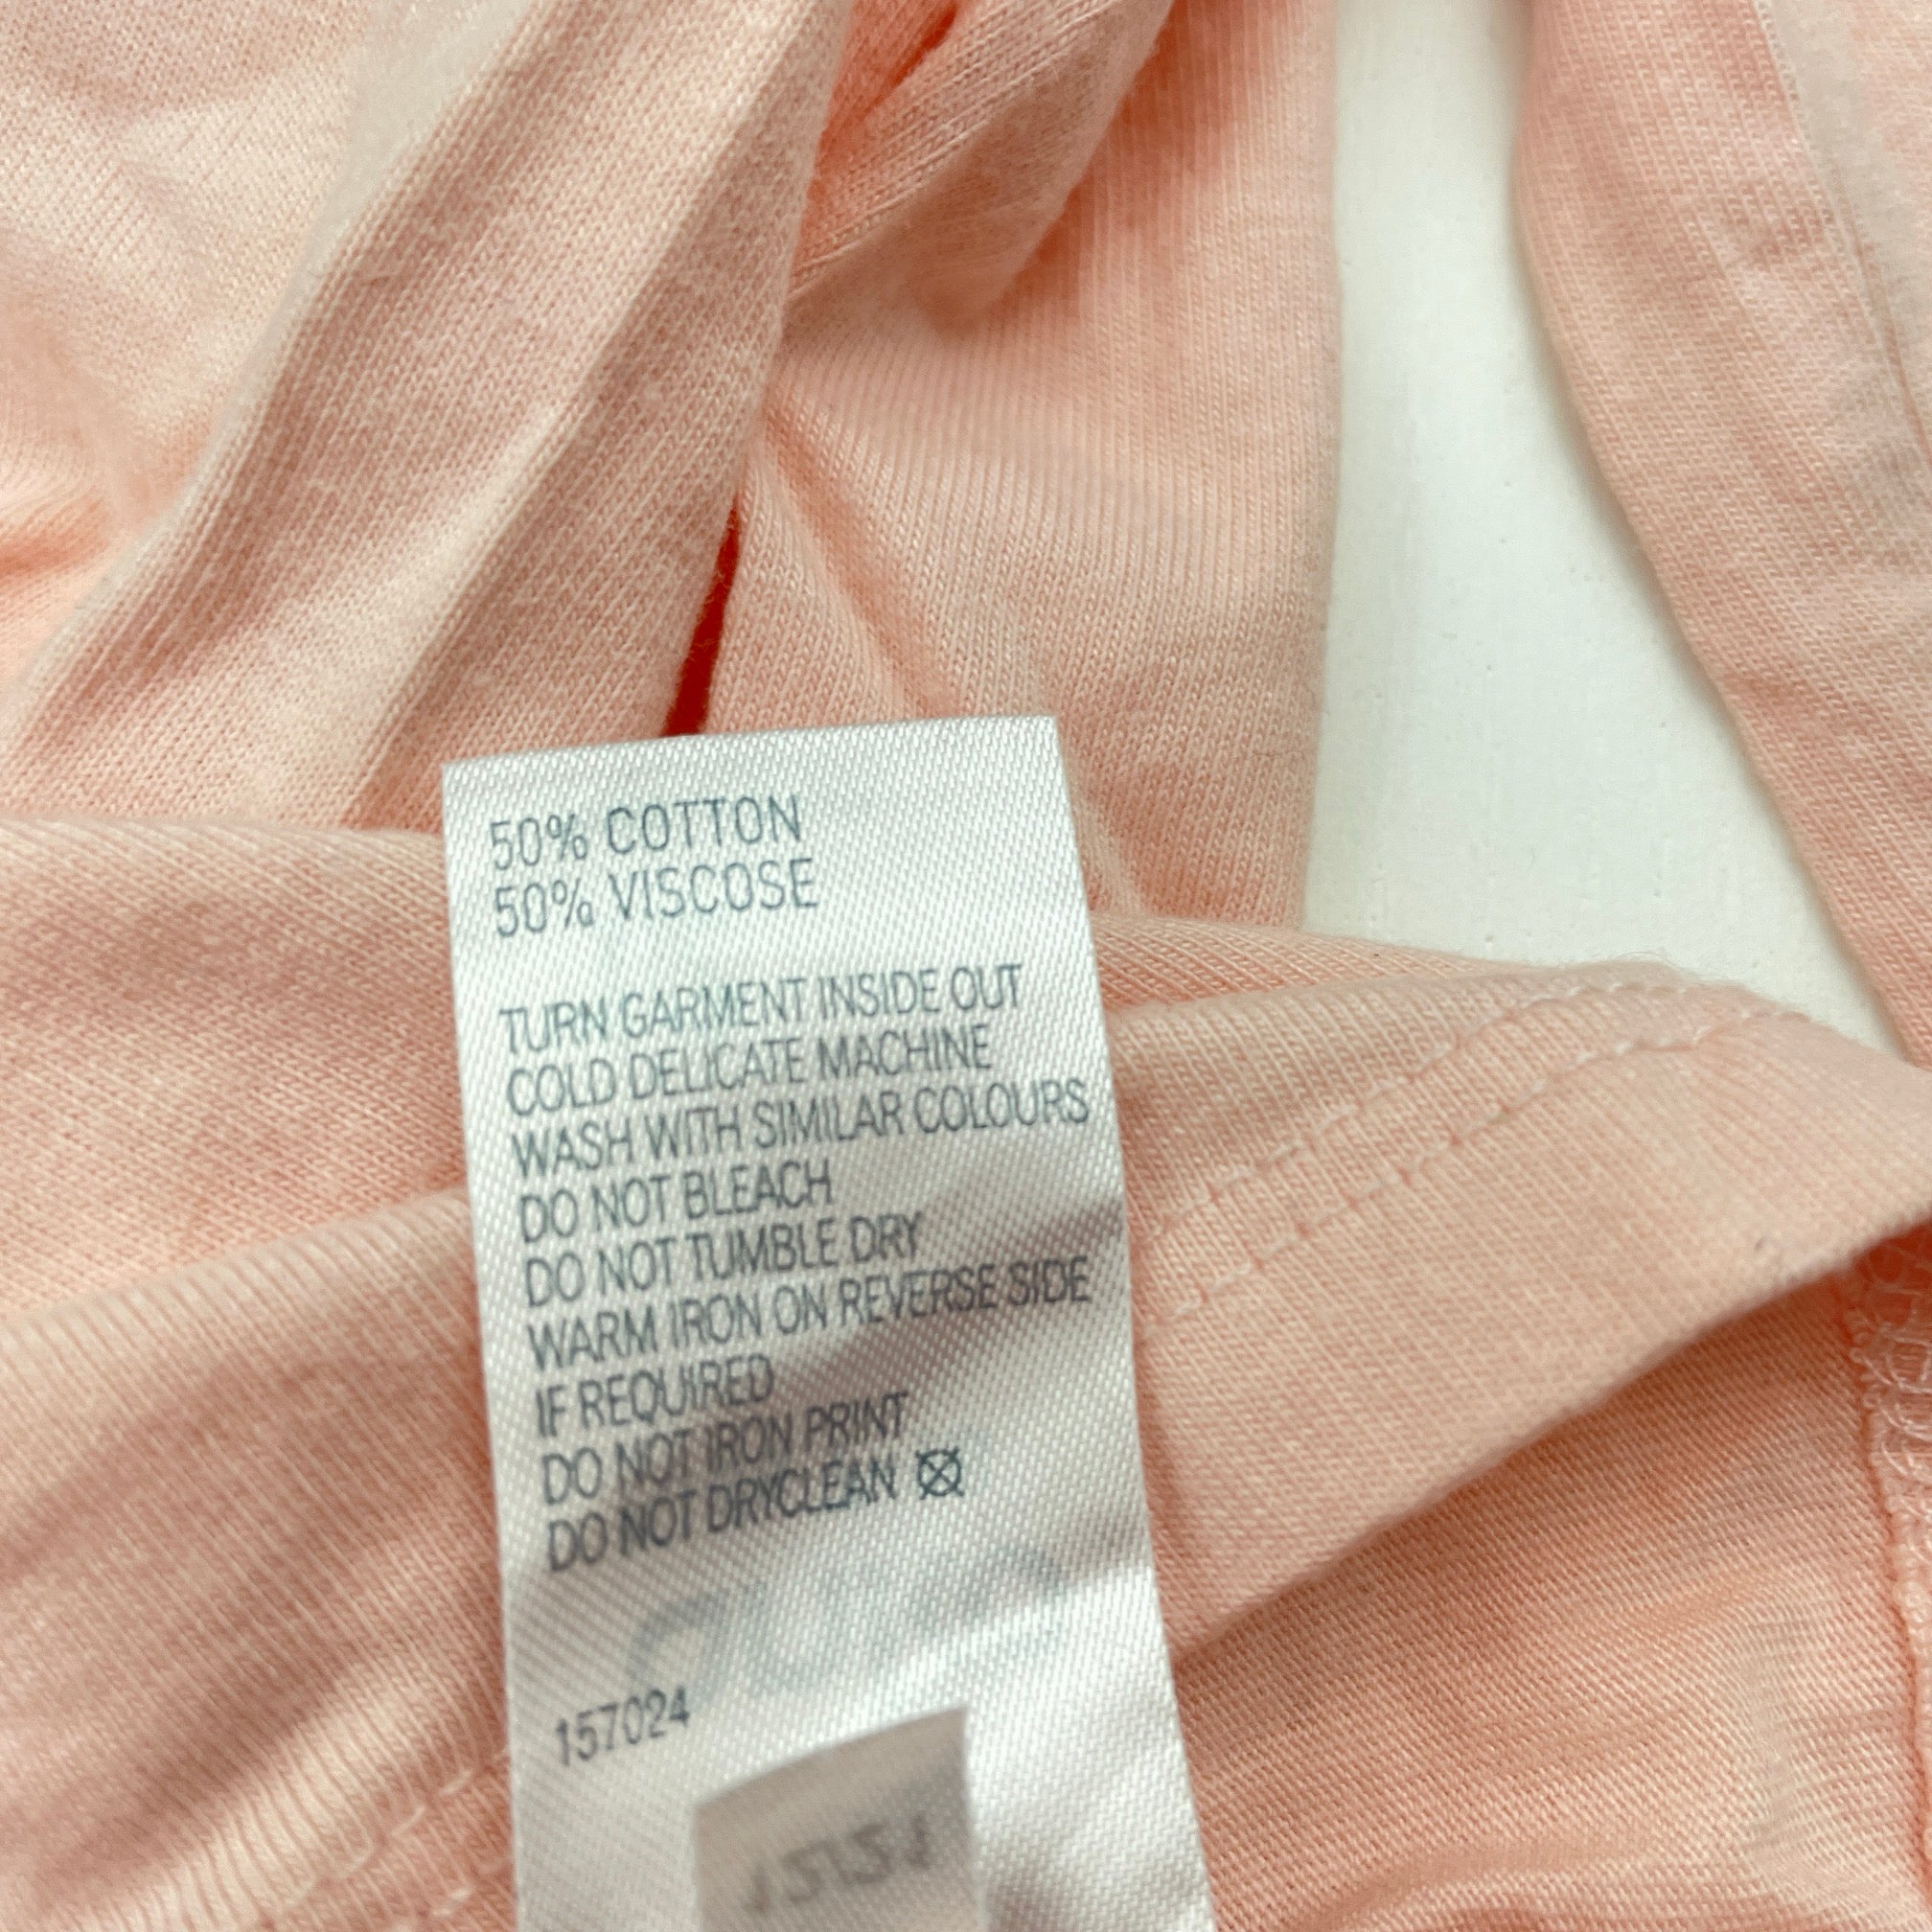 50% COTTON
50% VISCOSE
TURN GARMENT INSIDE OUT
COLD DELICATE MACHINE
WASH WITH SIMILAR COLOURS
DO NOT BLEACH
DO NOT TUMBLE DRY
WARM IRON ON REVERSE SIDE
IF REQUIRED
DO NOT IRON PRINT
DO NOT DRYCLEAN
157024